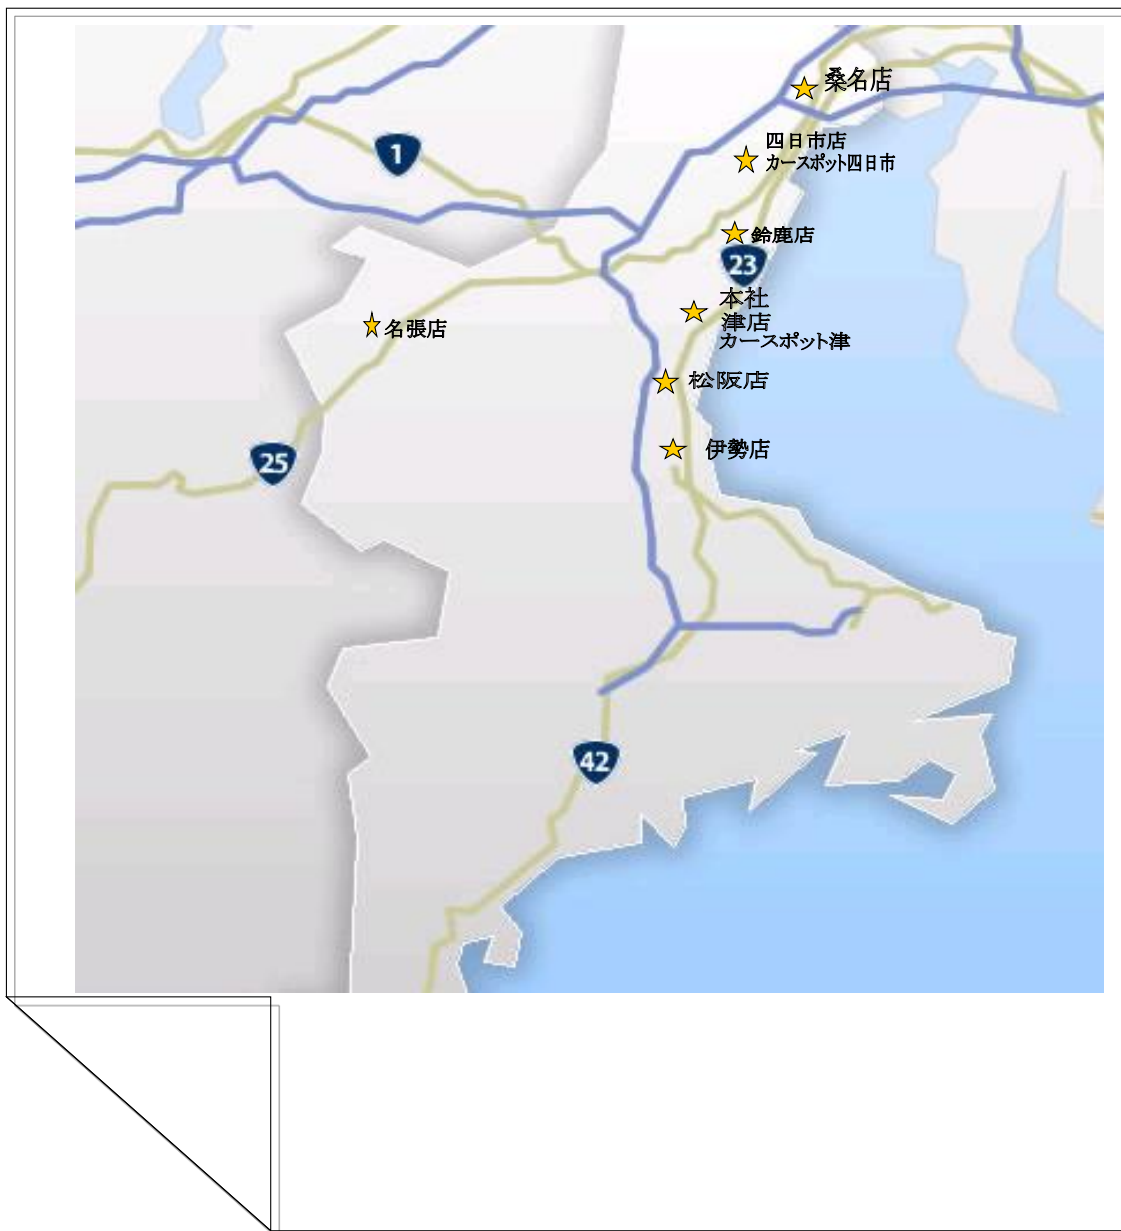 桑名店
四日市店
カースポット四日市
1
鈴鹿店
23
本社
津店
カースポット津
名張店
松阪店
伊勢店
25
42